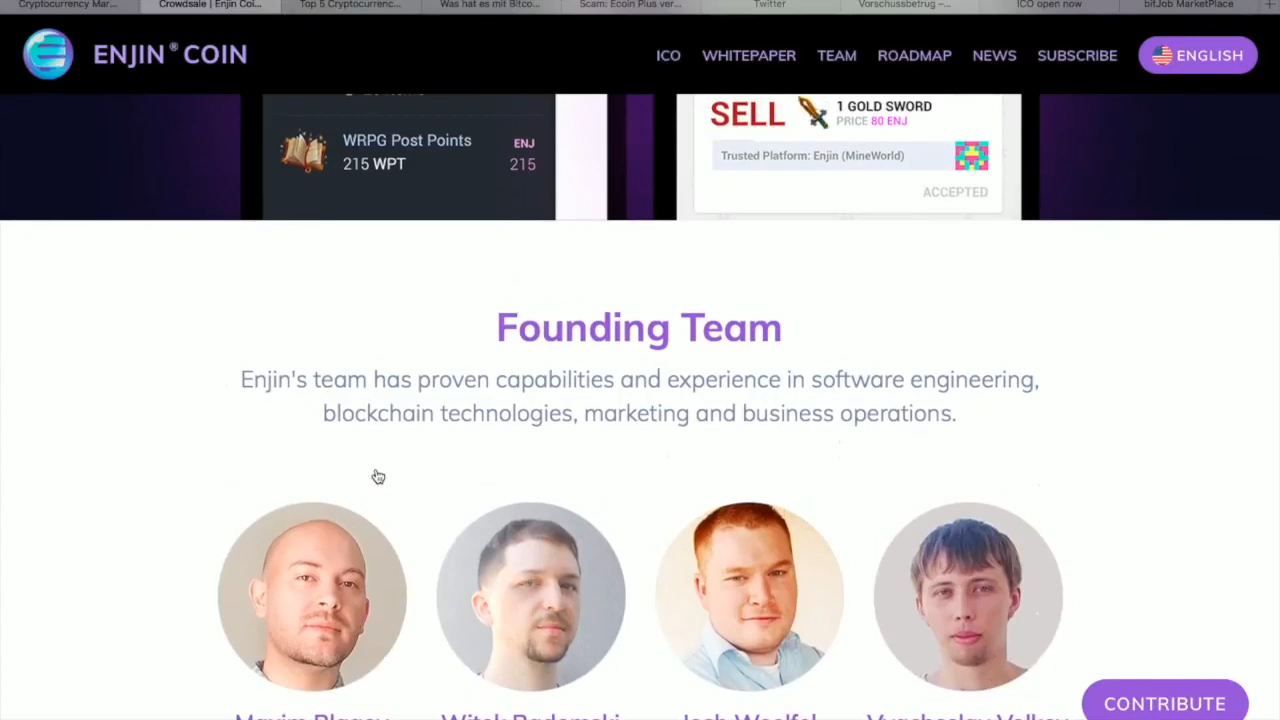 Cryptocurrency Mar...
Crowdsale | Enjin Coi...
Top 5 Cryptocurrenc...
Was hat es mit Bitco...
Scam: Ecoin Plus ver...
Twitter
Vorschussbetrug –...
ICO open now
bitJob MarketPlace
ENJIN® COIN
ICO
WHITEPAPER
TEAM
ROADMAP
NEWS
SUBSCRIBE
ENGLISH
WRPG Post Points
ENJ
215 WPT
215
SELL
1 GOLD SWORD
PRICE 80 ENJ
Trusted Platform: Enjin (MineWorld)
ACCEPTED
Founding Team
Enjin's team has proven capabilities and experience in software engineering,
blockchain technologies, marketing and business operations.
CONTRIBUTE